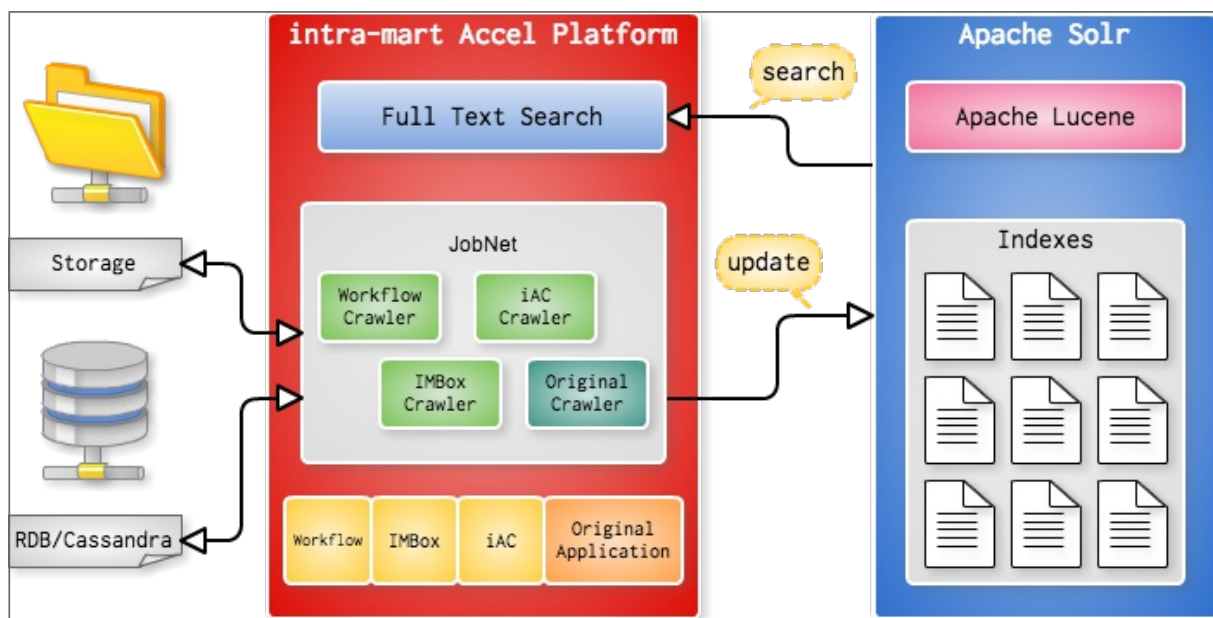 intra-mart Accel Platform
Apache Solr
search
Full Text Search
Apache Lucene
Storage
JobNet
update
Indexes
Workflow
Crawler
iAC
Crawler
IMBox
Crawler
Original
Crawler
RDB/Cassandra
Workflow
IMBox
iAC
Original
Application